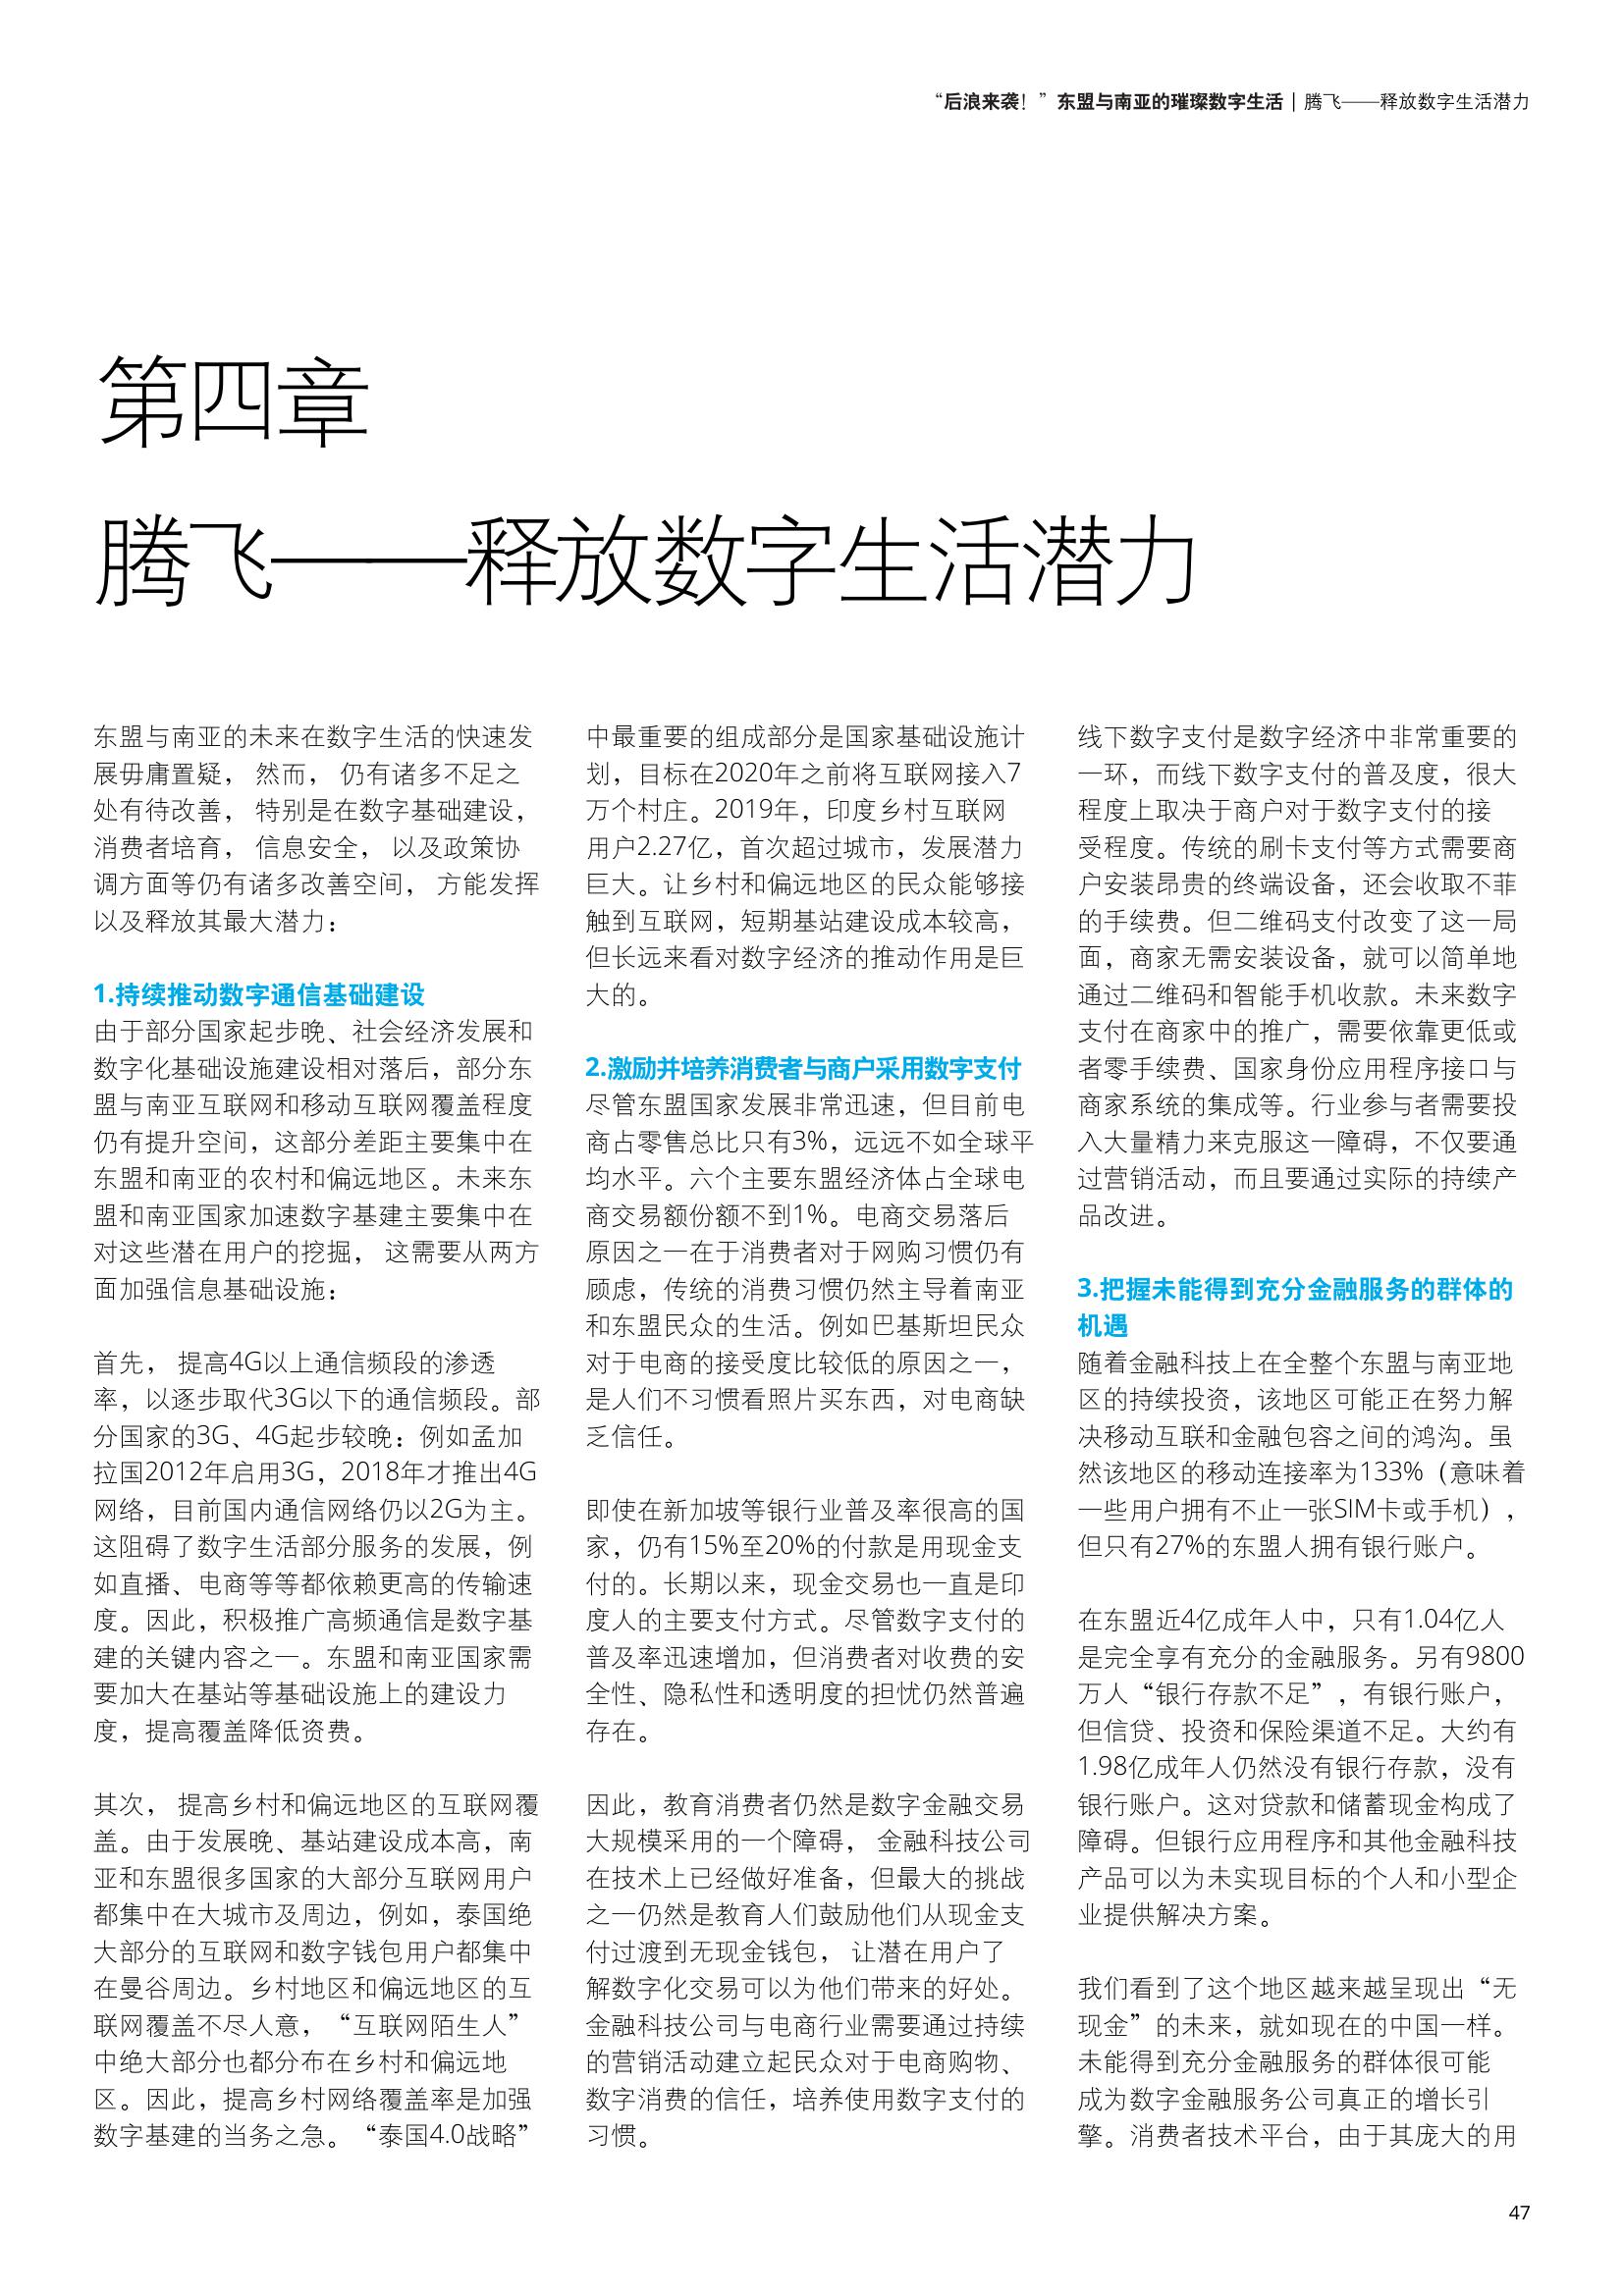 “后浪来袭！”东盟与南亚的璀璨数字生活 | 腾飞——释放数字生活潜力
第四章
腾飞——释放数字生活潜力
东盟与南亚的未来在数字生活的快速发
展毋庸置疑， 然而， 仍有诸多不足之
处有待改善， 特别是在数字基础建设，
消费者培育， 信息安全， 以及政策协
调方面等仍有诸多改善空间， 方能发挥
以及释放其最大潜力：
1.持续推动数字通信基础建设
由于部分国家起步晚、社会经济发展和
数字化基础设施建设相对落后，部分东
盟与南亚互联网和移动互联网覆盖程度
仍有提升空间，这部分差距主要集中在
东盟和南亚的农村和偏远地区。未来东
盟和南亚国家加速数字基建主要集中在
对这些潜在用户的挖掘， 这需要从两方
面加强信息基础设施：
首先， 提高4G以上通信频段的渗透
率，以逐步取代3G以下的通信频段。部
分国家的3G、4G起步较晚：例如孟加
拉国2012年启用3G，2018年才推出4G
网络，目前国内通信网络仍以2G为主。
这阻碍了数字生活部分服务的发展，例
如直播、电商等等都依赖更高的传输速
度。因此，积极推广高频通信是数字基
建的关键内容之一。东盟和南亚国家需
要加大在基站等基础设施上的建设力
度，提高覆盖降低资费。
其次， 提高乡村和偏远地区的互联网覆
盖。由于发展晚、基站建设成本高，南
亚和东盟很多国家的大部分互联网用户
都集中在大城市及周边，例如，泰国绝
大部分的互联网和数字钱包用户都集中
在曼谷周边。乡村地区和偏远地区的互
联网覆盖不尽人意，“互联网陌生人”
中绝大部分也都分布在乡村和偏远地
区。因此，提高乡村网络覆盖率是加强
数字基建的当务之急。“泰国4.0战略”
中最重要的组成部分是国家基础设施计
划，目标在2020年之前将互联网接入7
万个村庄。2019年，印度乡村互联网
用户2.27亿，首次超过城市，发展潜力
巨大。让乡村和偏远地区的民众能够接
触到互联网，短期基站建设成本较高，
但长远来看对数字经济的推动作用是巨
大的。
2.激励并培养消费者与商户采用数字支付
尽管东盟国家发展非常迅速，但目前电
商占零售总比只有3%，远远不如全球平
均水平。六个主要东盟经济体占全球电
商交易额份额不到1%。电商交易落后
原因之一在于消费者对于网购习惯仍有
顾虑，传统的消费习惯仍然主导着南亚
和东盟民众的生活。例如巴基斯坦民众
对于电商的接受度比较低的原因之一，
是人们不习惯看照片买东西，对电商缺
乏信任。
即使在新加坡等银行业普及率很高的国
家，仍有15%至20%的付款是用现金支
付的。长期以来，现金交易也一直是印
度人的主要支付方式。尽管数字支付的
普及率迅速增加，但消费者对收费的安
全性、隐私性和透明度的担忧仍然普遍
存在。
因此，教育消费者仍然是数字金融交易
大规模采用的一个障碍， 金融科技公司
在技术上已经做好准备，但最大的挑战
之一仍然是教育人们鼓励他们从现金支
付过渡到无现金钱包， 让潜在用户了
解数字化交易可以为他们带来的好处。
金融科技公司与电商行业需要通过持续
的营销活动建立起民众对于电商购物、
数字消费的信任，培养使用数字支付的
习惯。
线下数字支付是数字经济中非常重要的
一环，而线下数字支付的普及度，很大
程度上取决于商户对于数字支付的接
受程度。传统的刷卡支付等方式需要商
户安装昂贵的终端设备，还会收取不菲
的手续费。但二维码支付改变了这一局
面，商家无需安装设备，就可以简单地
通过二维码和智能手机收款。未来数字
支付在商家中的推广，需要依靠更低或
者零手续费、国家身份应用程序接口与
商家系统的集成等。行业参与者需要投
入大量精力来克服这一障碍，不仅要通
过营销活动，而且要通过实际的持续产
品改进。
3.把握未能得到充分金融服务的群体的
机遇
随着金融科技上在全整个东盟与南亚地
区的持续投资，该地区可能正在努力解
决移动互联和金融包容之间的鸿沟。虽
然该地区的移动连接率为133%（意味着
一些用户拥有不止一张SIM卡或手机），
但只有27%的东盟人拥有银行账户。
在东盟近4亿成年人中，只有1.04亿人
是完全享有充分的金融服务。另有9800
万人“银行存款不足”，有银行账户，
但信贷、投资和保险渠道不足。大约有
1.98亿成年人仍然没有银行存款，没有
银行账户。这对贷款和储蓄现金构成了
障碍。但银行应用程序和其他金融科技
产品可以为未实现目标的个人和小型企
业提供解决方案。
我们看到了这个地区越来越呈现出“无
现金”的未来，就如现在的中国一样。
未能得到充分金融服务的群体很可能
成为数字金融服务公司真正的增长引
擎。消费者技术平台，由于其庞大的用
47